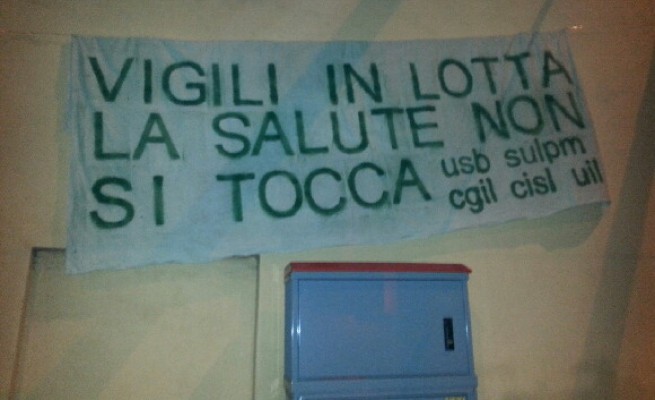 VIGILI IN LOTTA
LA SALUTE NON
SI TOCCA
usb sulpm
cgil cisl uil